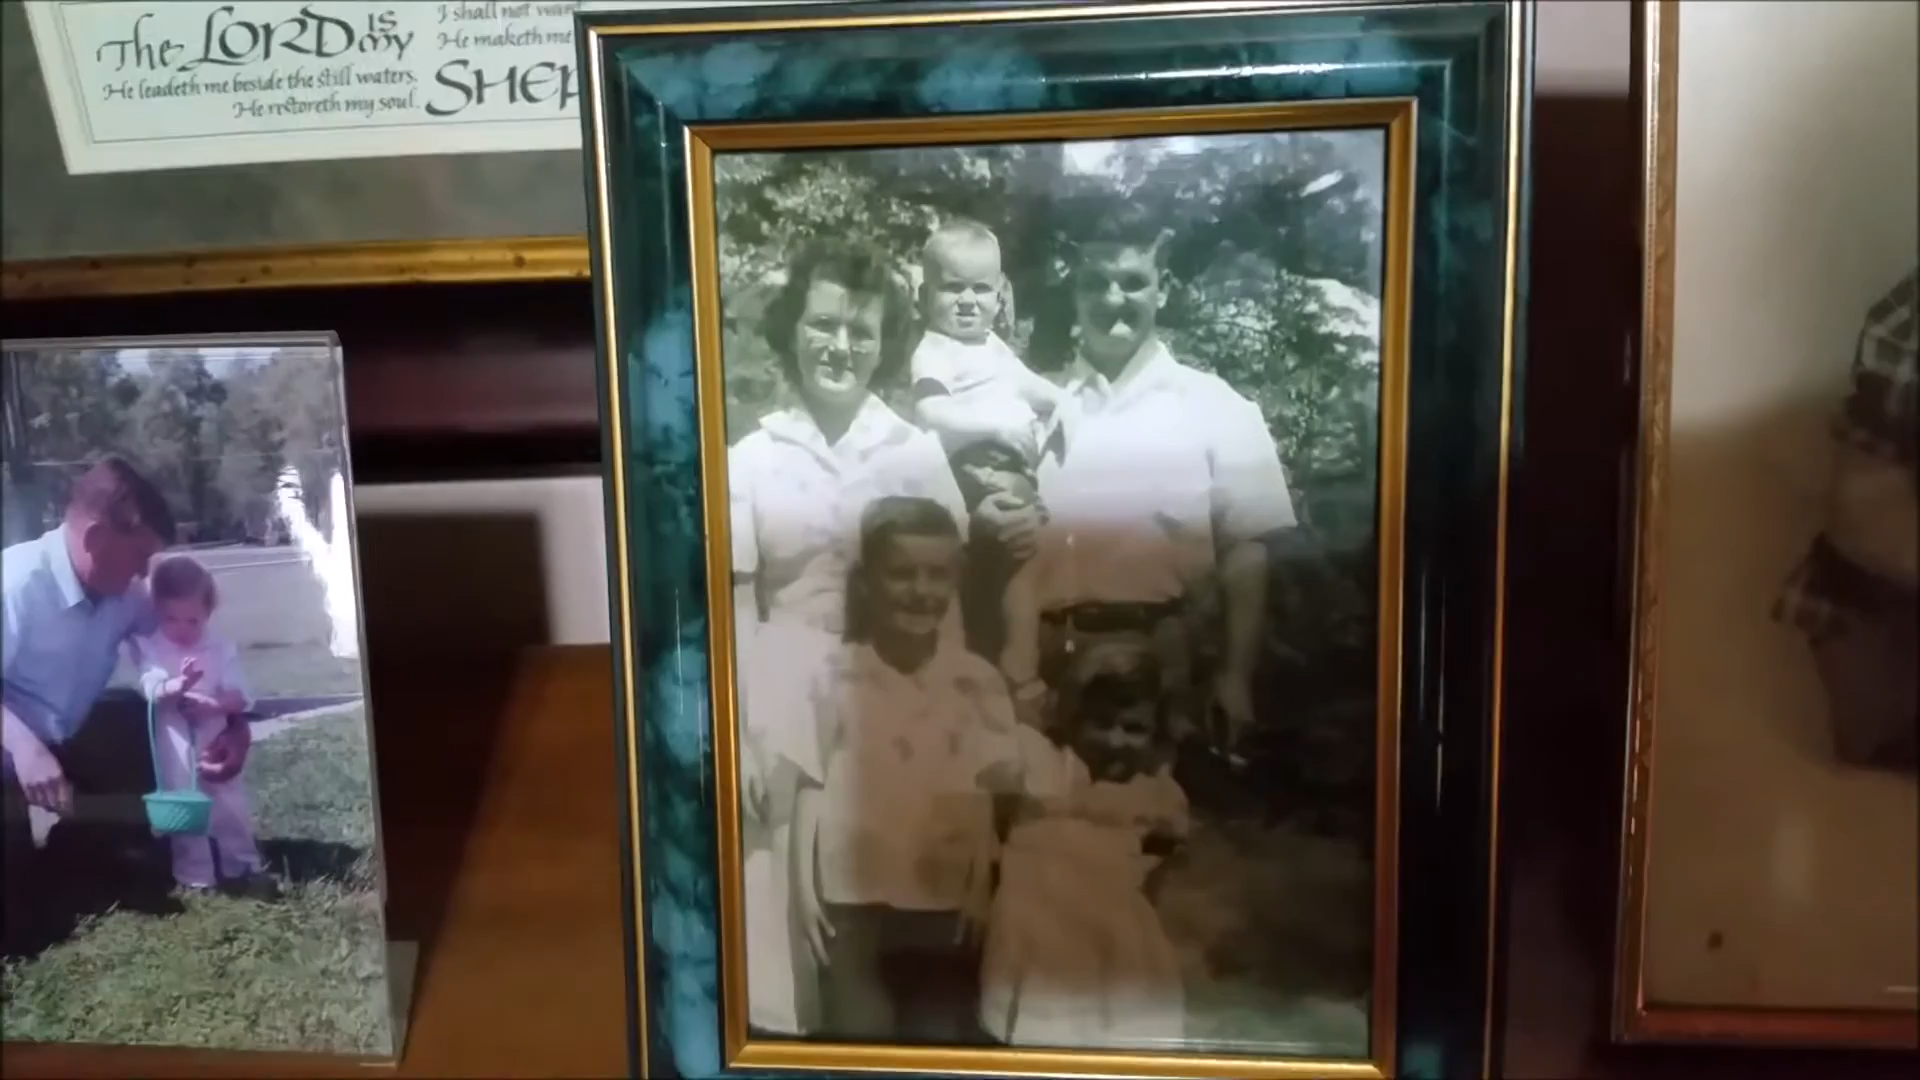 The LORD IS my
He leadeth me beside the still waters.
He restoreth my soul.
I shall not want
He maketh me
SHEP